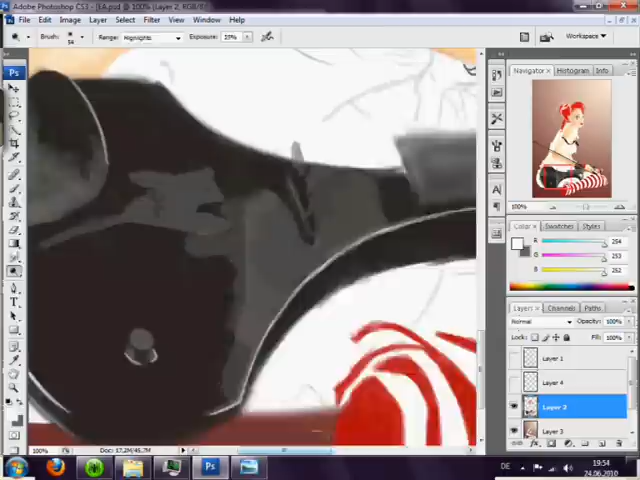 Adobe Photoshop CS3 - [EA.psd @ 100% (Layer 2, RGB/8)]
File Edit Image Layer Select Filter View Window Help
Brush: Range: Highlights Exposure: 15% Workspace
Navigator Histogram Info
100%
Color Swatches Styles
R 254
G 253
B 252
Layers Channels Paths
Normal Opacity: 100%
Lock: Fill: 100%
Layer 1
Layer 4
Layer 2
Layer 3
100% Doc: 17,2M/45,7M
DE 19:54
24.06.2010